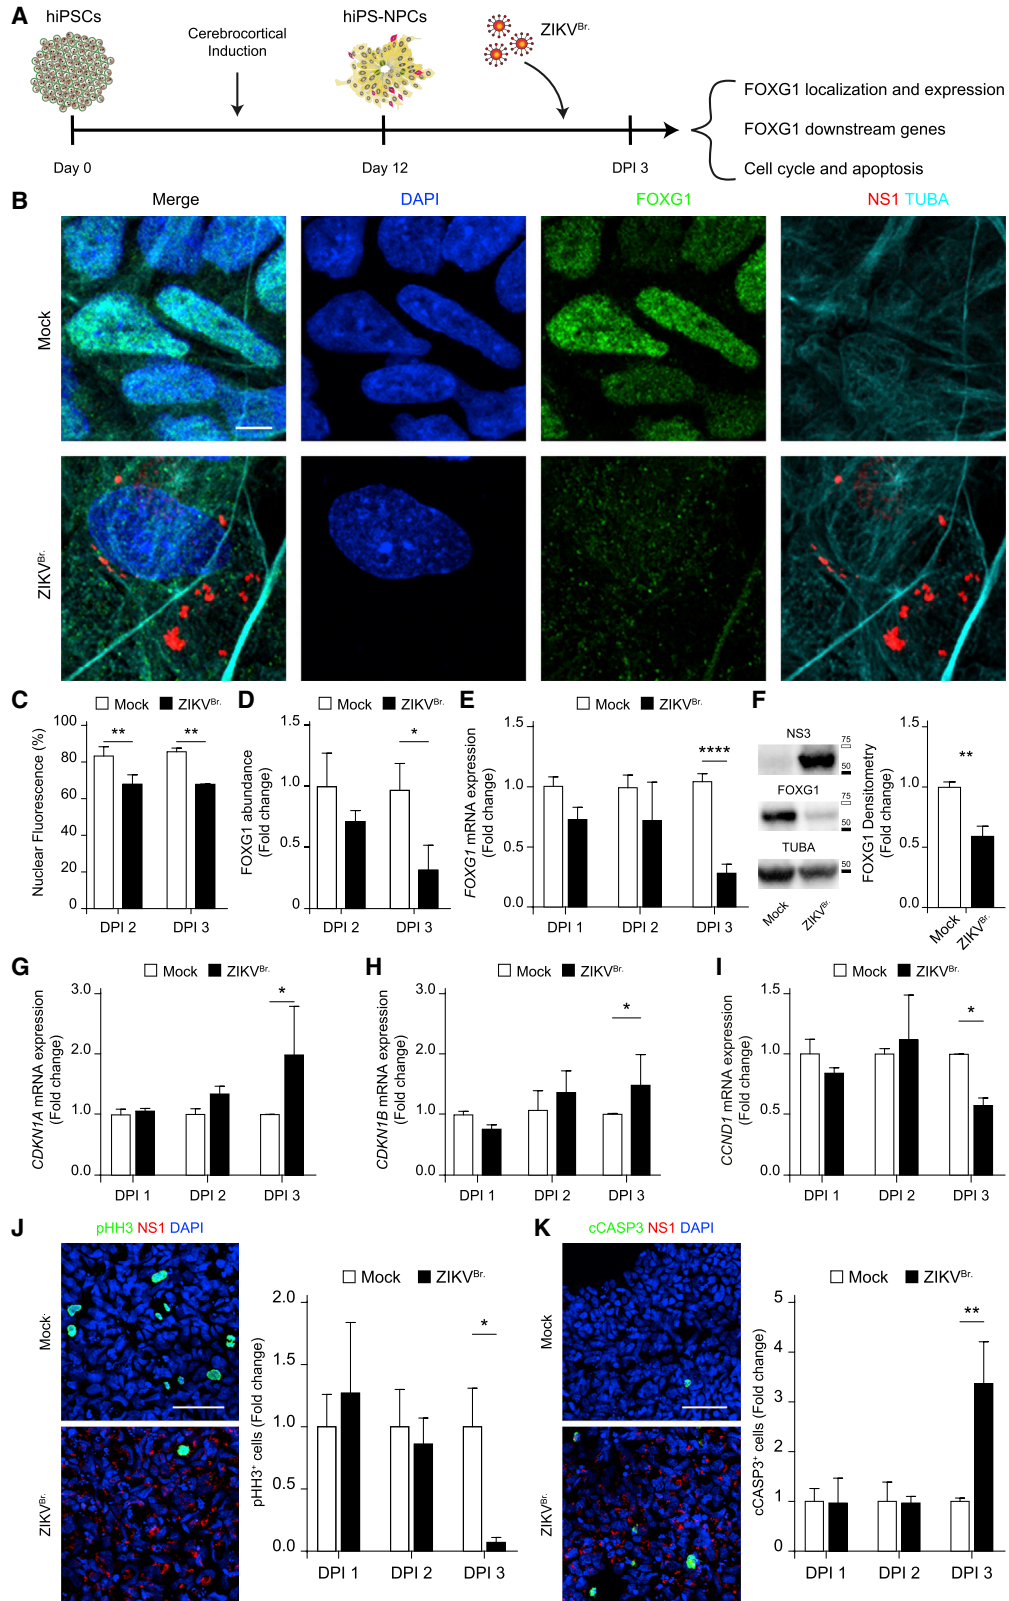 A
hiPSCs
Cerebrocortical
Induction
hiPS-NPCs
ZIKVBr.
FOXG1 localization and expression
FOXG1 downstream genes
Cell cycle and apoptosis
Day 0
Day 12
DPI 3
B
Merge
DAPI
FOXG1
NS1 TUBA
Mock
ZIKVBr.
C
Mock
ZIKVBr.
Nuclear Fluorescence (%)
100
80
60
40
20
0
**
**
DPI 2
DPI 3
D
Mock
ZIKVBr.
FOXG1 abundance
(Fold change)
1.5
1.0
0.5
0
*
DPI 2
DPI 3
E
Mock
ZIKVBr.
FOXG1 mRNA expression
(Fold change)
1.5
1.0
0.5
0.0
****
DPI 1
DPI 2
DPI 3
F
NS3
75
50
FOXG1
75
50
TUBA
50
Mock
ZIKVBr.
FOXG1 Densitometry
(Fold change)
1.5
1.0
0.5
0.0
**
Mock
ZIKVBr.
G
Mock
ZIKVBr.
CDKN1A mRNA expression
(Fold change)
3.0
2.0
1.0
0.0
*
DPI 1
DPI 2
DPI 3
H
Mock
ZIKVBr.
CDKN1B mRNA expression
(Fold change)
3.0
2.0
1.0
0.0
*
DPI 1
DPI 2
DPI 3
I
Mock
ZIKVBr.
CCND1 mRNA expression
(Fold change)
1.5
1.0
0.5
0.0
*
DPI 1
DPI 2
DPI 3
J
pHH3 NS1 DAPI
Mock
ZIKVBr.
Mock
ZIKVBr.
pHH3+ cells (Fold change)
2.0
1.5
1.0
0.5
0
*
DPI 1
DPI 2
DPI 3
K
cCASP3 NS1 DAPI
Mock
ZIKVBr.
Mock
ZIKVBr.
cCASP3+ cells (Fold change)
5
4
3
2
1
0
**
DPI 1
DPI 2
DPI 3